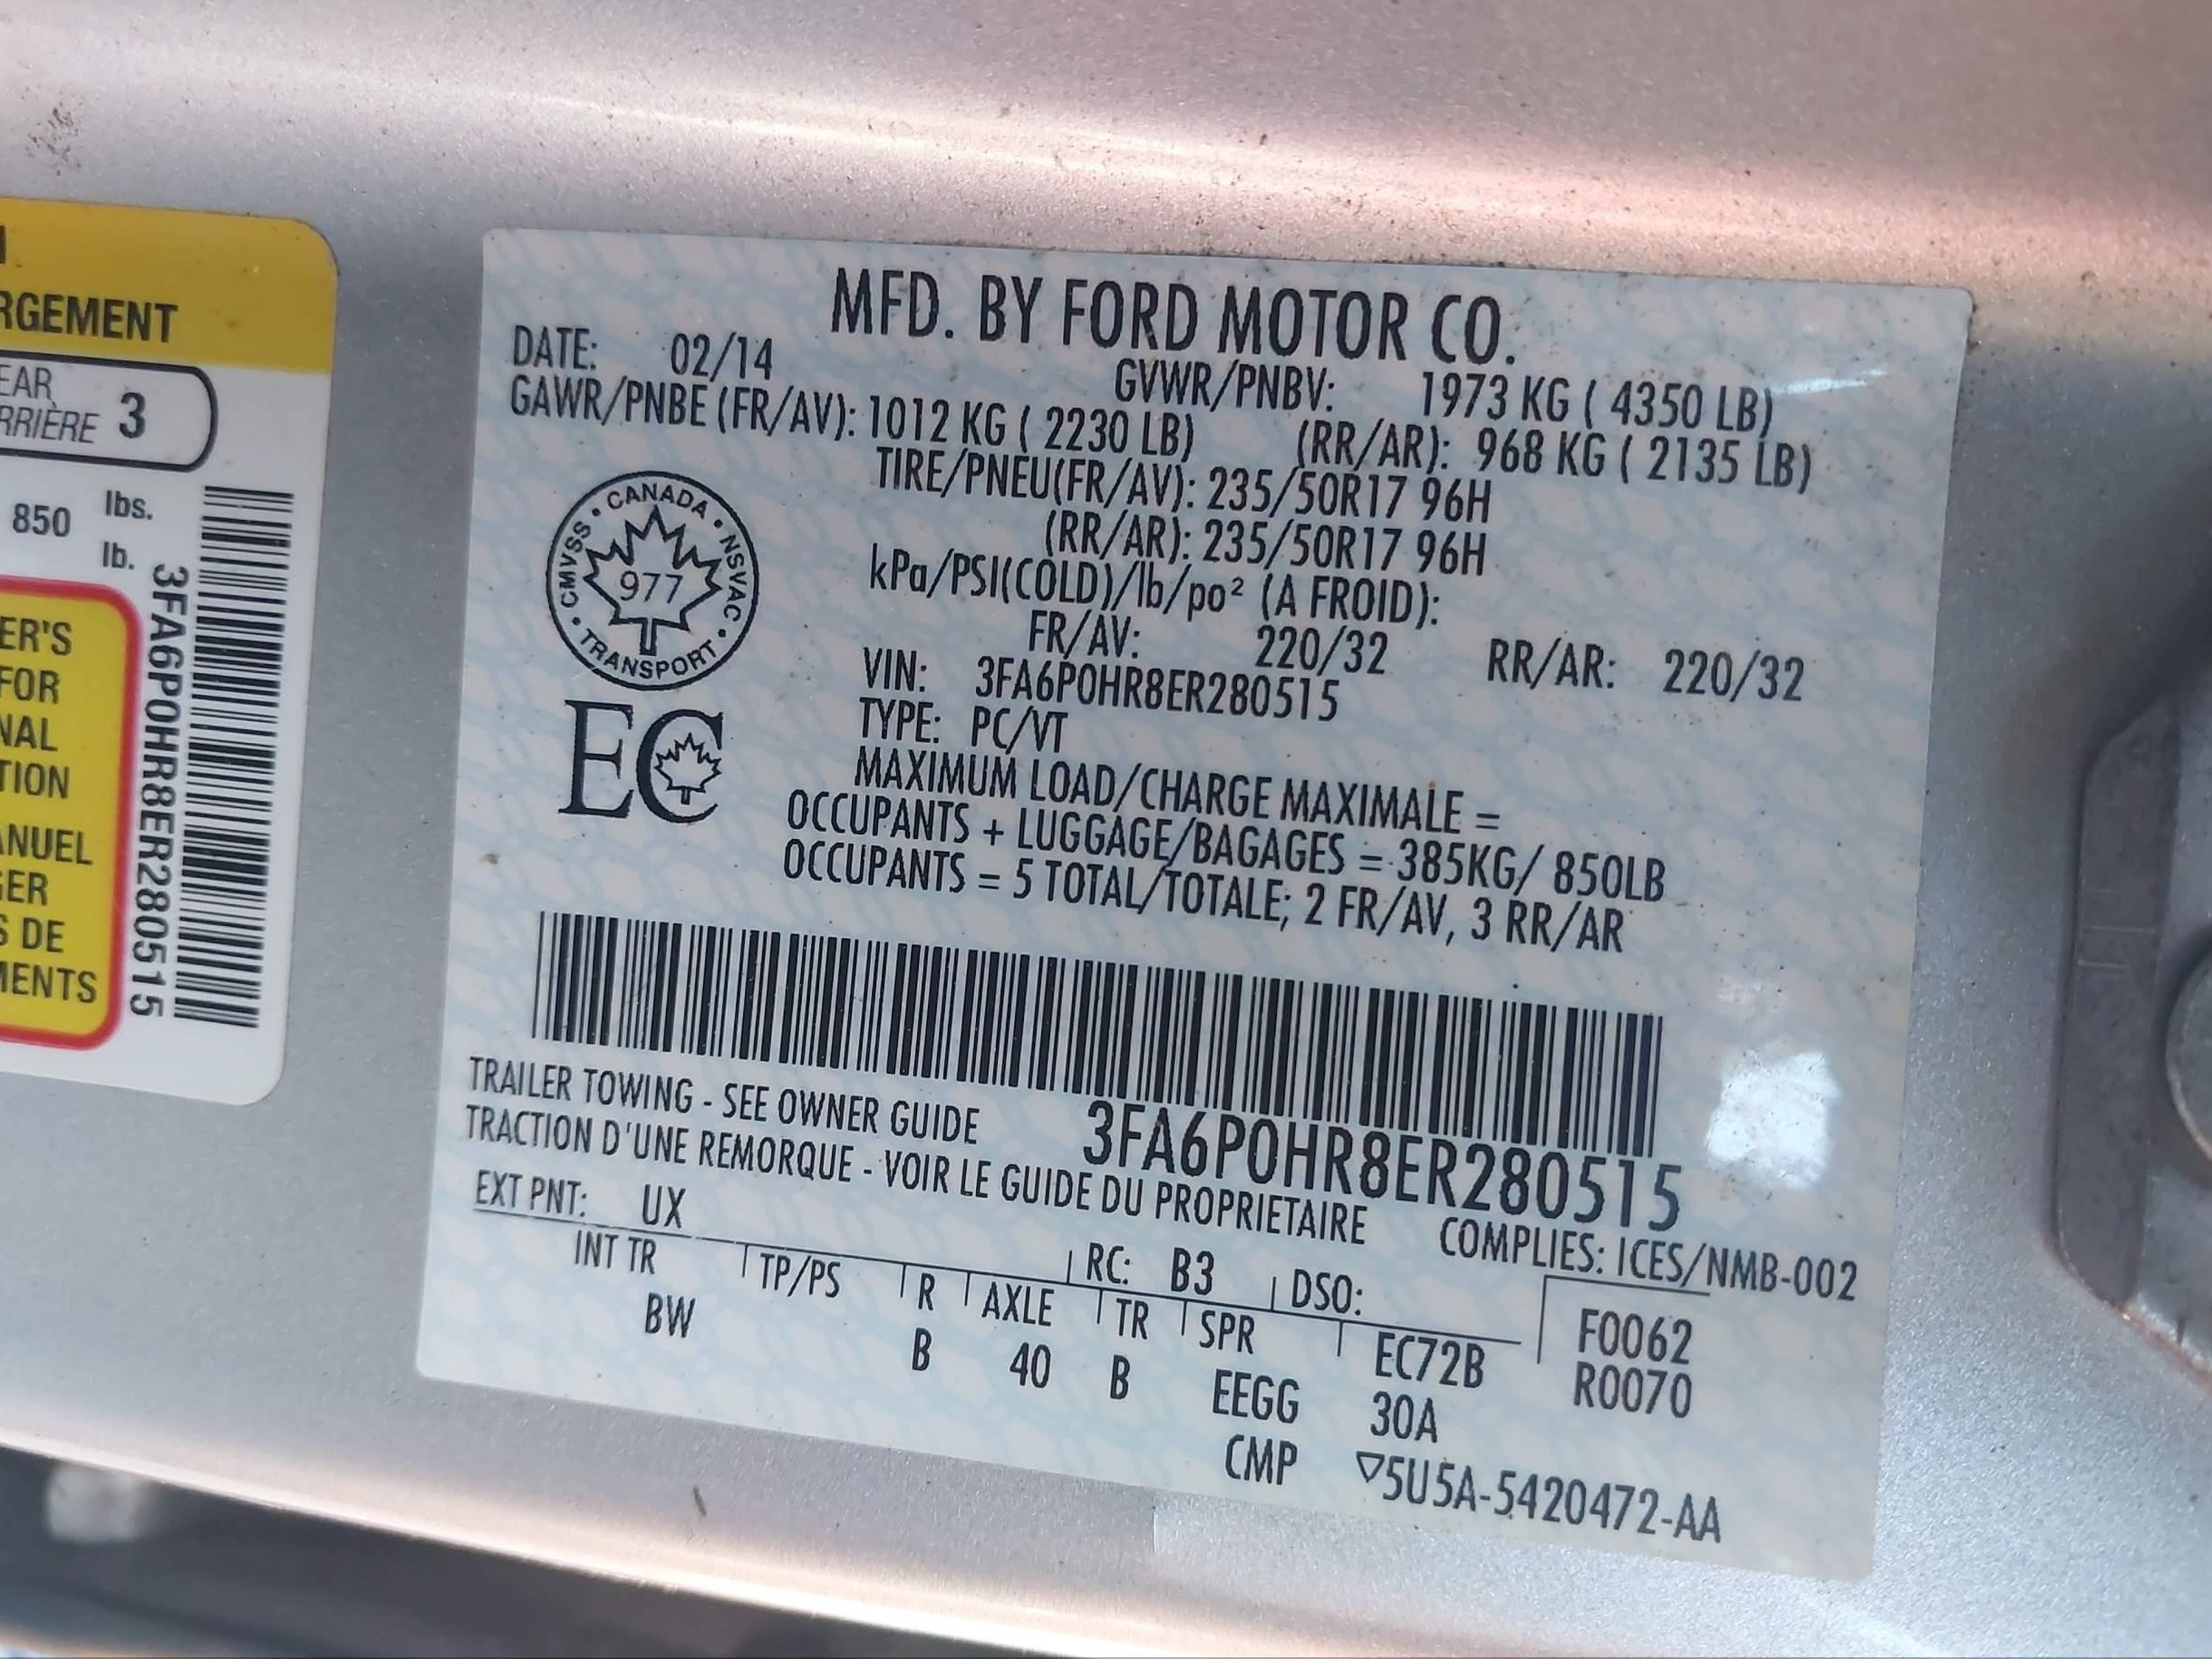 RGEMENT
EAR
RRIÈRE 3
850 lbs.
lb.
3FA6P0HR8ER280515
ER'S
FOR
NAL
TION
ANUEL
GER
S DE
MENTS
MFD. BY FORD MOTOR CO.
DATE: 02/14 GVWR/PNBV: 1973 KG ( 4350 LB)
GAWR/PNBE (FR/AV): 1012 KG ( 2230 LB) (RR/AR): 968 KG ( 2135 LB)
TIRE/PNEU(FR/AV): 235/50R17 96H
(RR/AR): 235/50R17 96H
kPa/PSI(COLD)/lb/po² (A FROID):
FR/AV: 220/32 RR/AR: 220/32
VIN: 3FA6P0HR8ER280515
TYPE: PC/VT
MAXIMUM LOAD/CHARGE MAXIMALE =
OCCUPANTS + LUGGAGE/BAGAGES = 385KG/ 850LB
OCCUPANTS = 5 TOTAL/TOTALE; 2 FR/AV, 3 RR/AR
CMVSS • CANADA • NSVAC • TRANSPORT •
977
EC
3FA6P0HR8ER280515
TRAILER TOWING - SEE OWNER GUIDE
TRACTION D'UNE REMORQUE - VOIR LE GUIDE DU PROPRIETAIRE
COMPLIES: ICES/NMB-002
EXT PNT: UX RC: B3 DSO:
INT TR TP/PS R AXLE TR SPR EC72B F0062
BW B 40 B EEGG 30A R0070
CMP ▽5U5A-5420472-AA